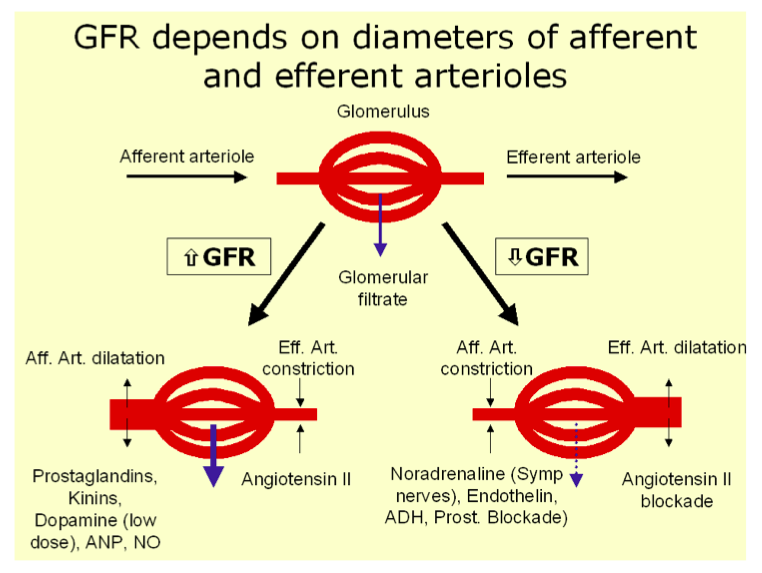 GFR depends on diameters of afferent
and efferent arterioles
Glomerulus
Afferent arteriole
Efferent arteriole
⇧GFR
⇩GFR
Glomerular
filtrate
Aff. Art. dilatation
Eff. Art.
constriction
Aff. Art.
constriction
Eff. Art. dilatation
Prostaglandins,
Kinins,
Dopamine (low
dose), ANP, NO
Angiotensin II
Noradrenaline (Symp
nerves), Endothelin,
ADH, Prost. Blockade)
Angiotensin II
blockade